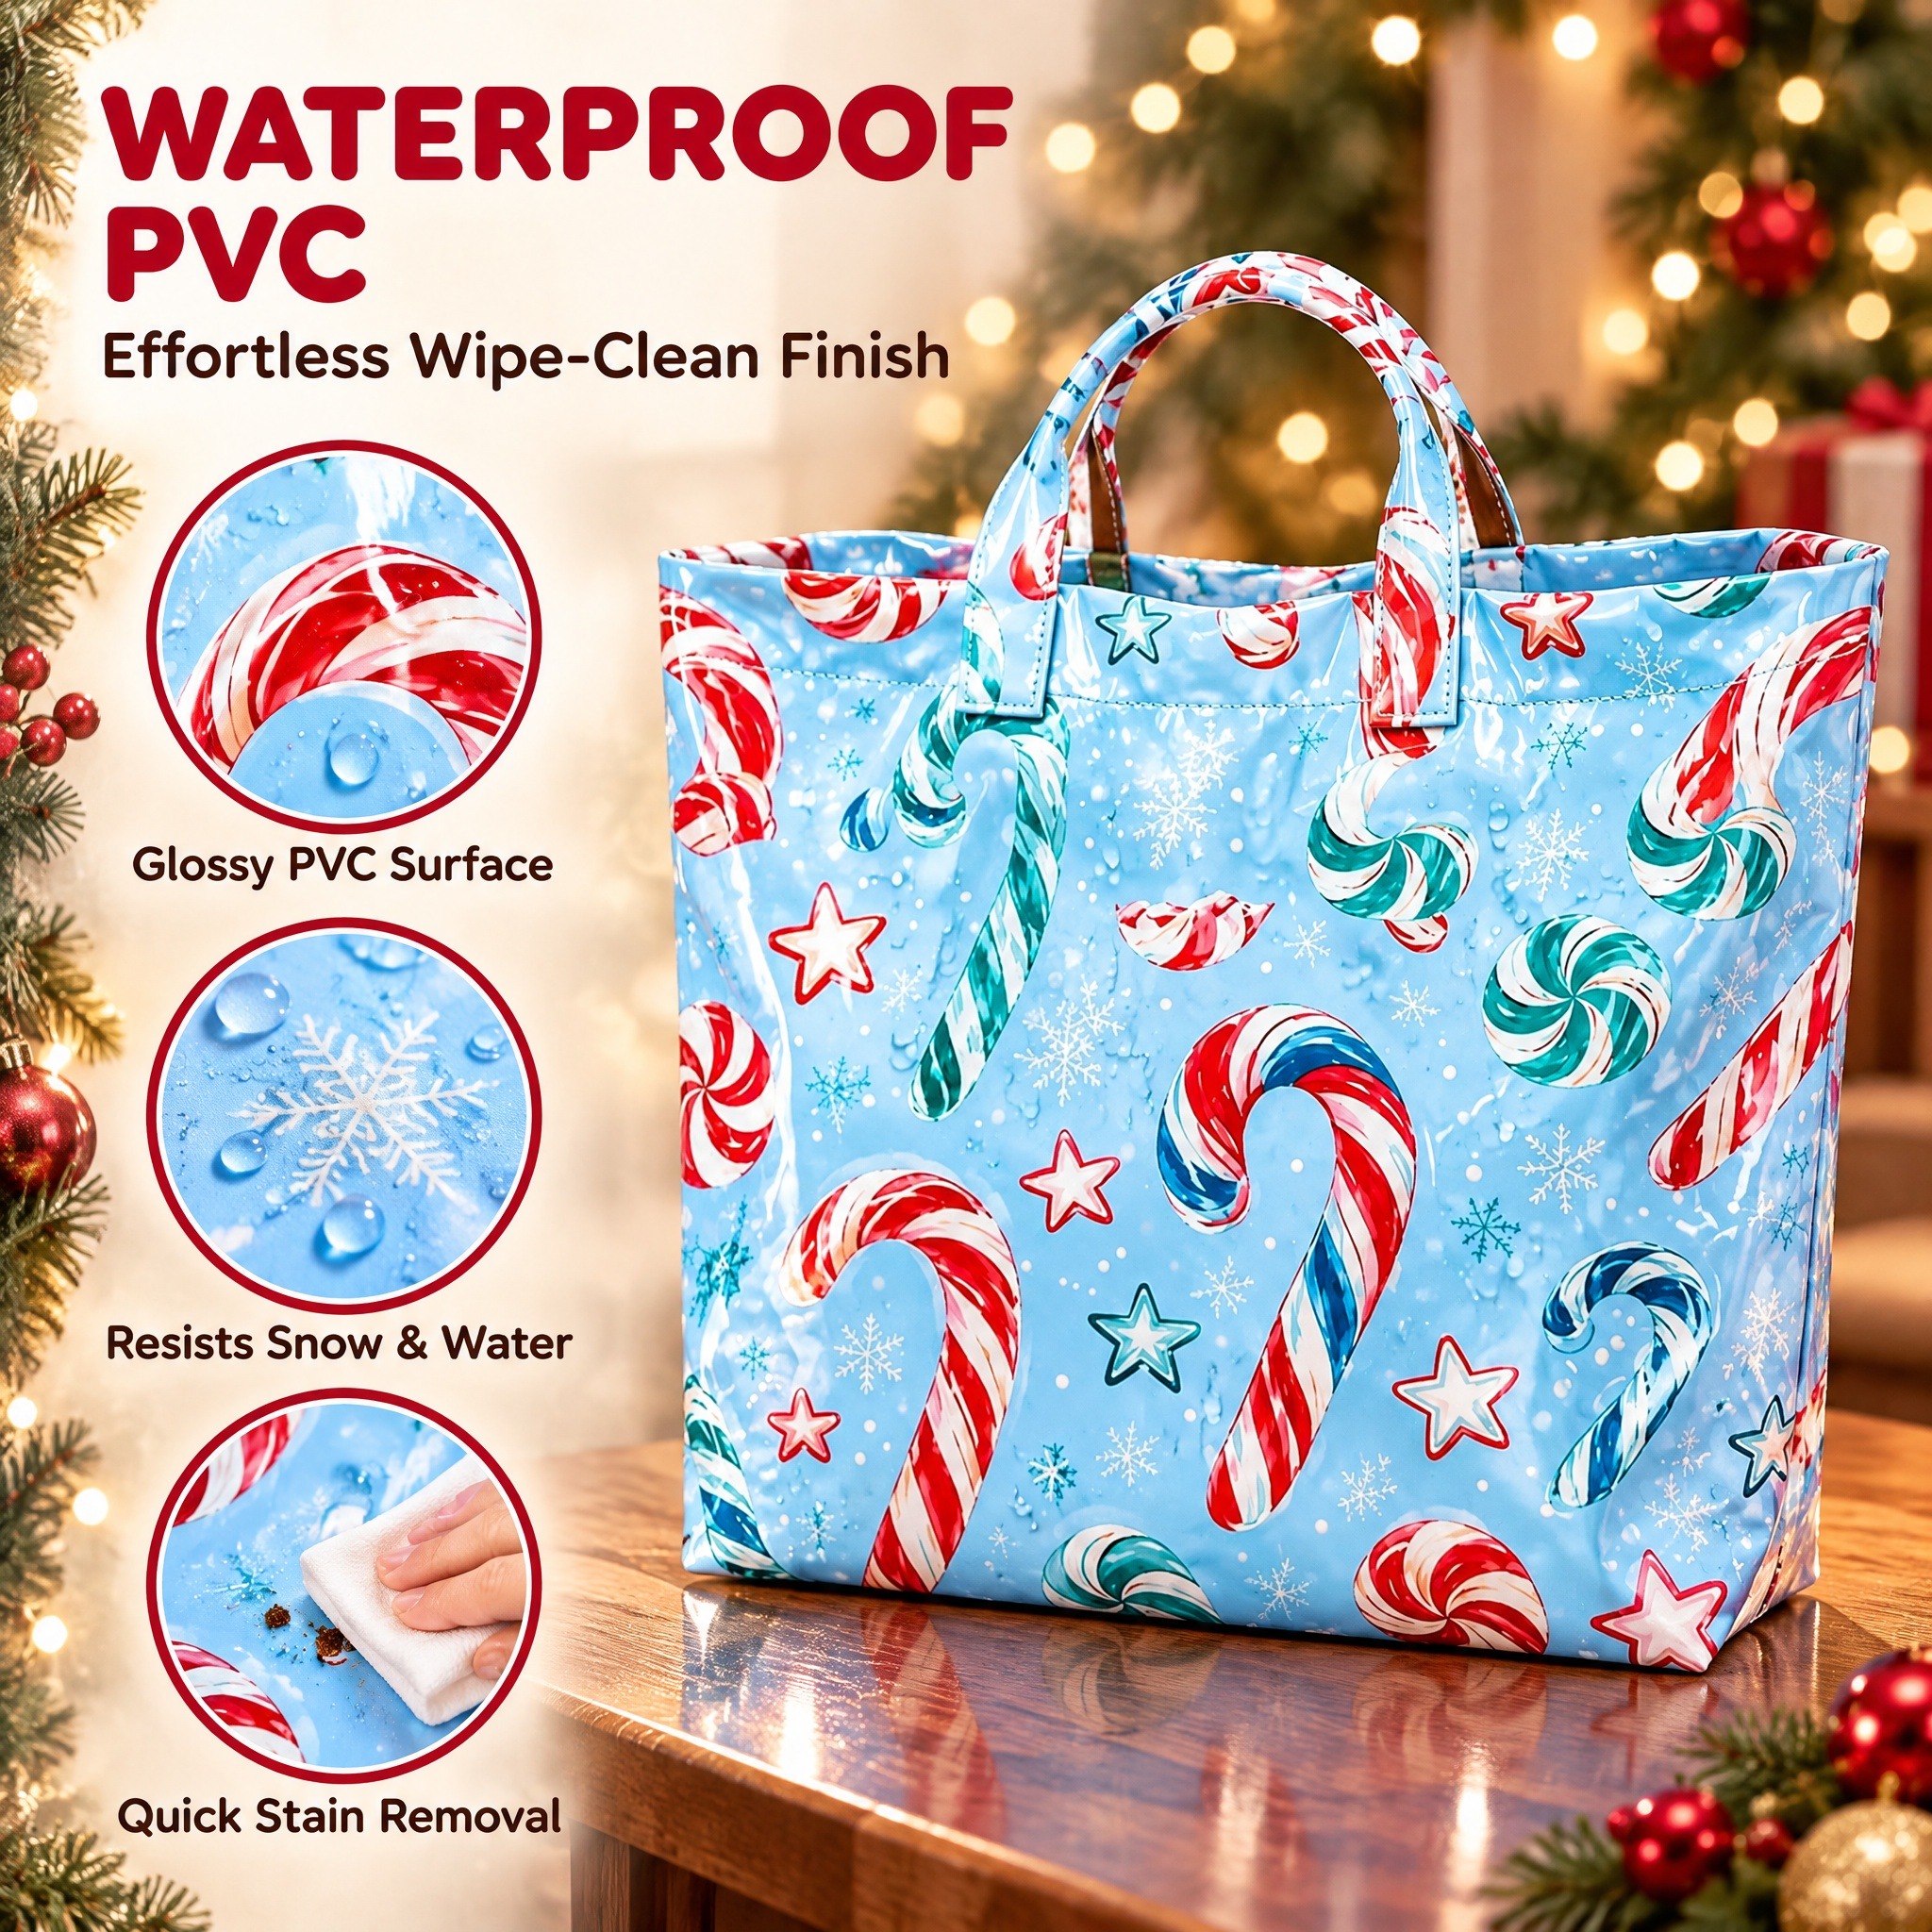 WATERPROOF
PVC
Effortless Wipe-Clean Finish
Glossy PVC Surface
Resists Snow & Water
Quick Stain Removal